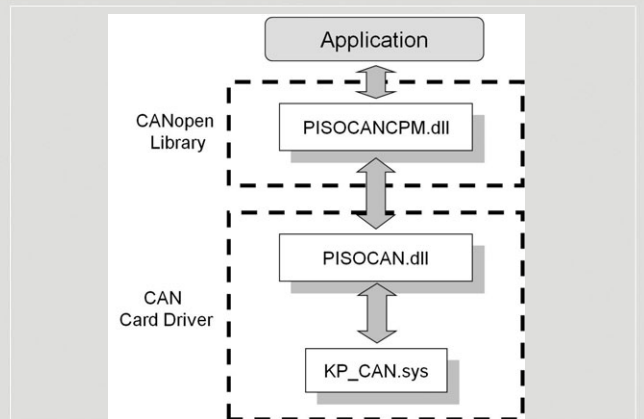 Application
CANopen
Library
PISOCANCPM.dll
PISOCAN.dll
CAN
Card Driver
KP_CAN.sys